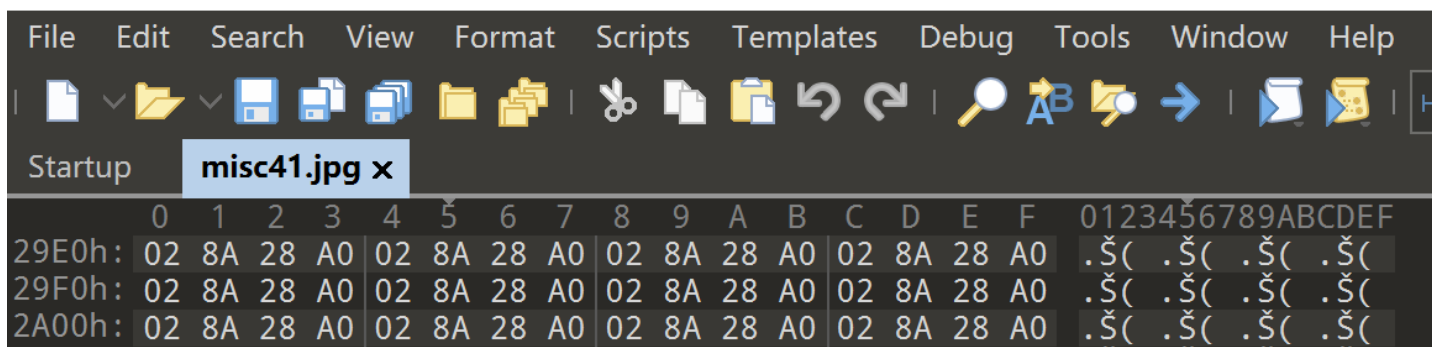 File Edit Search View Format Scripts Templates Debug Tools Window Help
Startup misc41.jpg x
0 1 2 3 4 5 6 7 8 9 A B C D E F 0123456789ABCDEF
29E0h: 02 8A 28 A0 02 8A 28 A0 02 8A 28 A0 02 8A 28 A0 .Š( .Š( .Š( .Š(
29F0h: 02 8A 28 A0 02 8A 28 A0 02 8A 28 A0 02 8A 28 A0 .Š( .Š( .Š( .Š(
2A00h: 02 8A 28 A0 02 8A 28 A0 02 8A 28 A0 02 8A 28 A0 .Š( .Š( .Š( .Š(